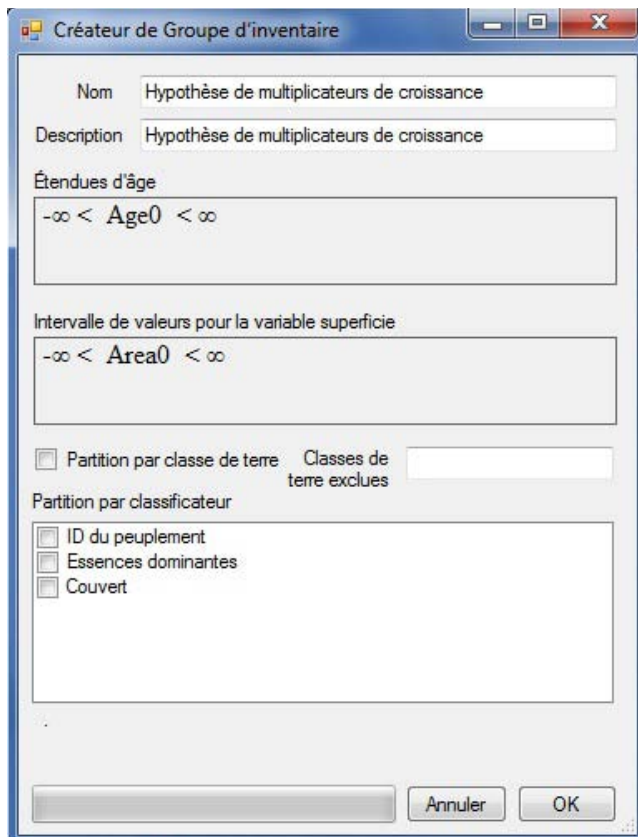 Créateur de Groupe d'inventaire
Nom Hypothèse de multiplicateurs de croissance
Description Hypothèse de multiplicateurs de croissance
Étendues d'âge
-∞ < Age0 < ∞
Intervalle de valeurs pour la variable superficie
-∞ < Area0 < ∞
Partition par classe de terre Classes de
terre exclues
Partition par classificateur
ID du peuplement
Essences dominantes
Couvert
.
Annuler OK